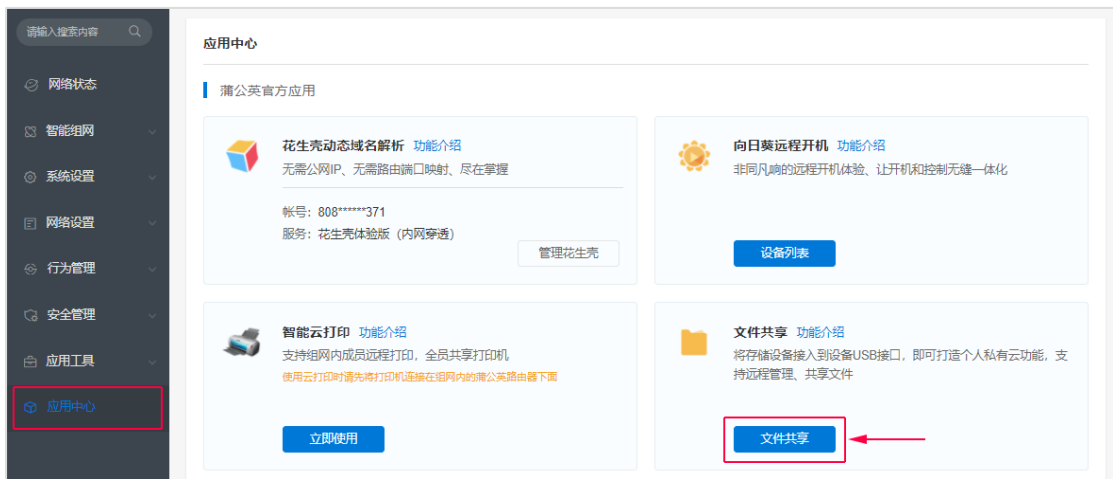 请输入搜索内容
网络状态
智能组网
系统设置
网络设置
行为管理
安全管理
应用工具
应用中心
应用中心
蒲公英官方应用
花生壳动态域名解析 功能介绍
无需公网IP、无需路由端口映射、尽在掌握
帐号：808******371
服务：花生壳体验版（内网穿透）
管理花生壳
向日葵远程开机 功能介绍
非同凡响的远程开机体验、让开机和控制无缝一体化
设备列表
智能云打印 功能介绍
支持组网内成员远程打印，全员共享打印机
使用云打印时请先将打印机连接在组网内的蒲公英路由器下面
立即使用
文件共享 功能介绍
将存储设备接入到设备USB接口，即可打造个人私有云功能，支
持远程管理、共享文件
文件共享